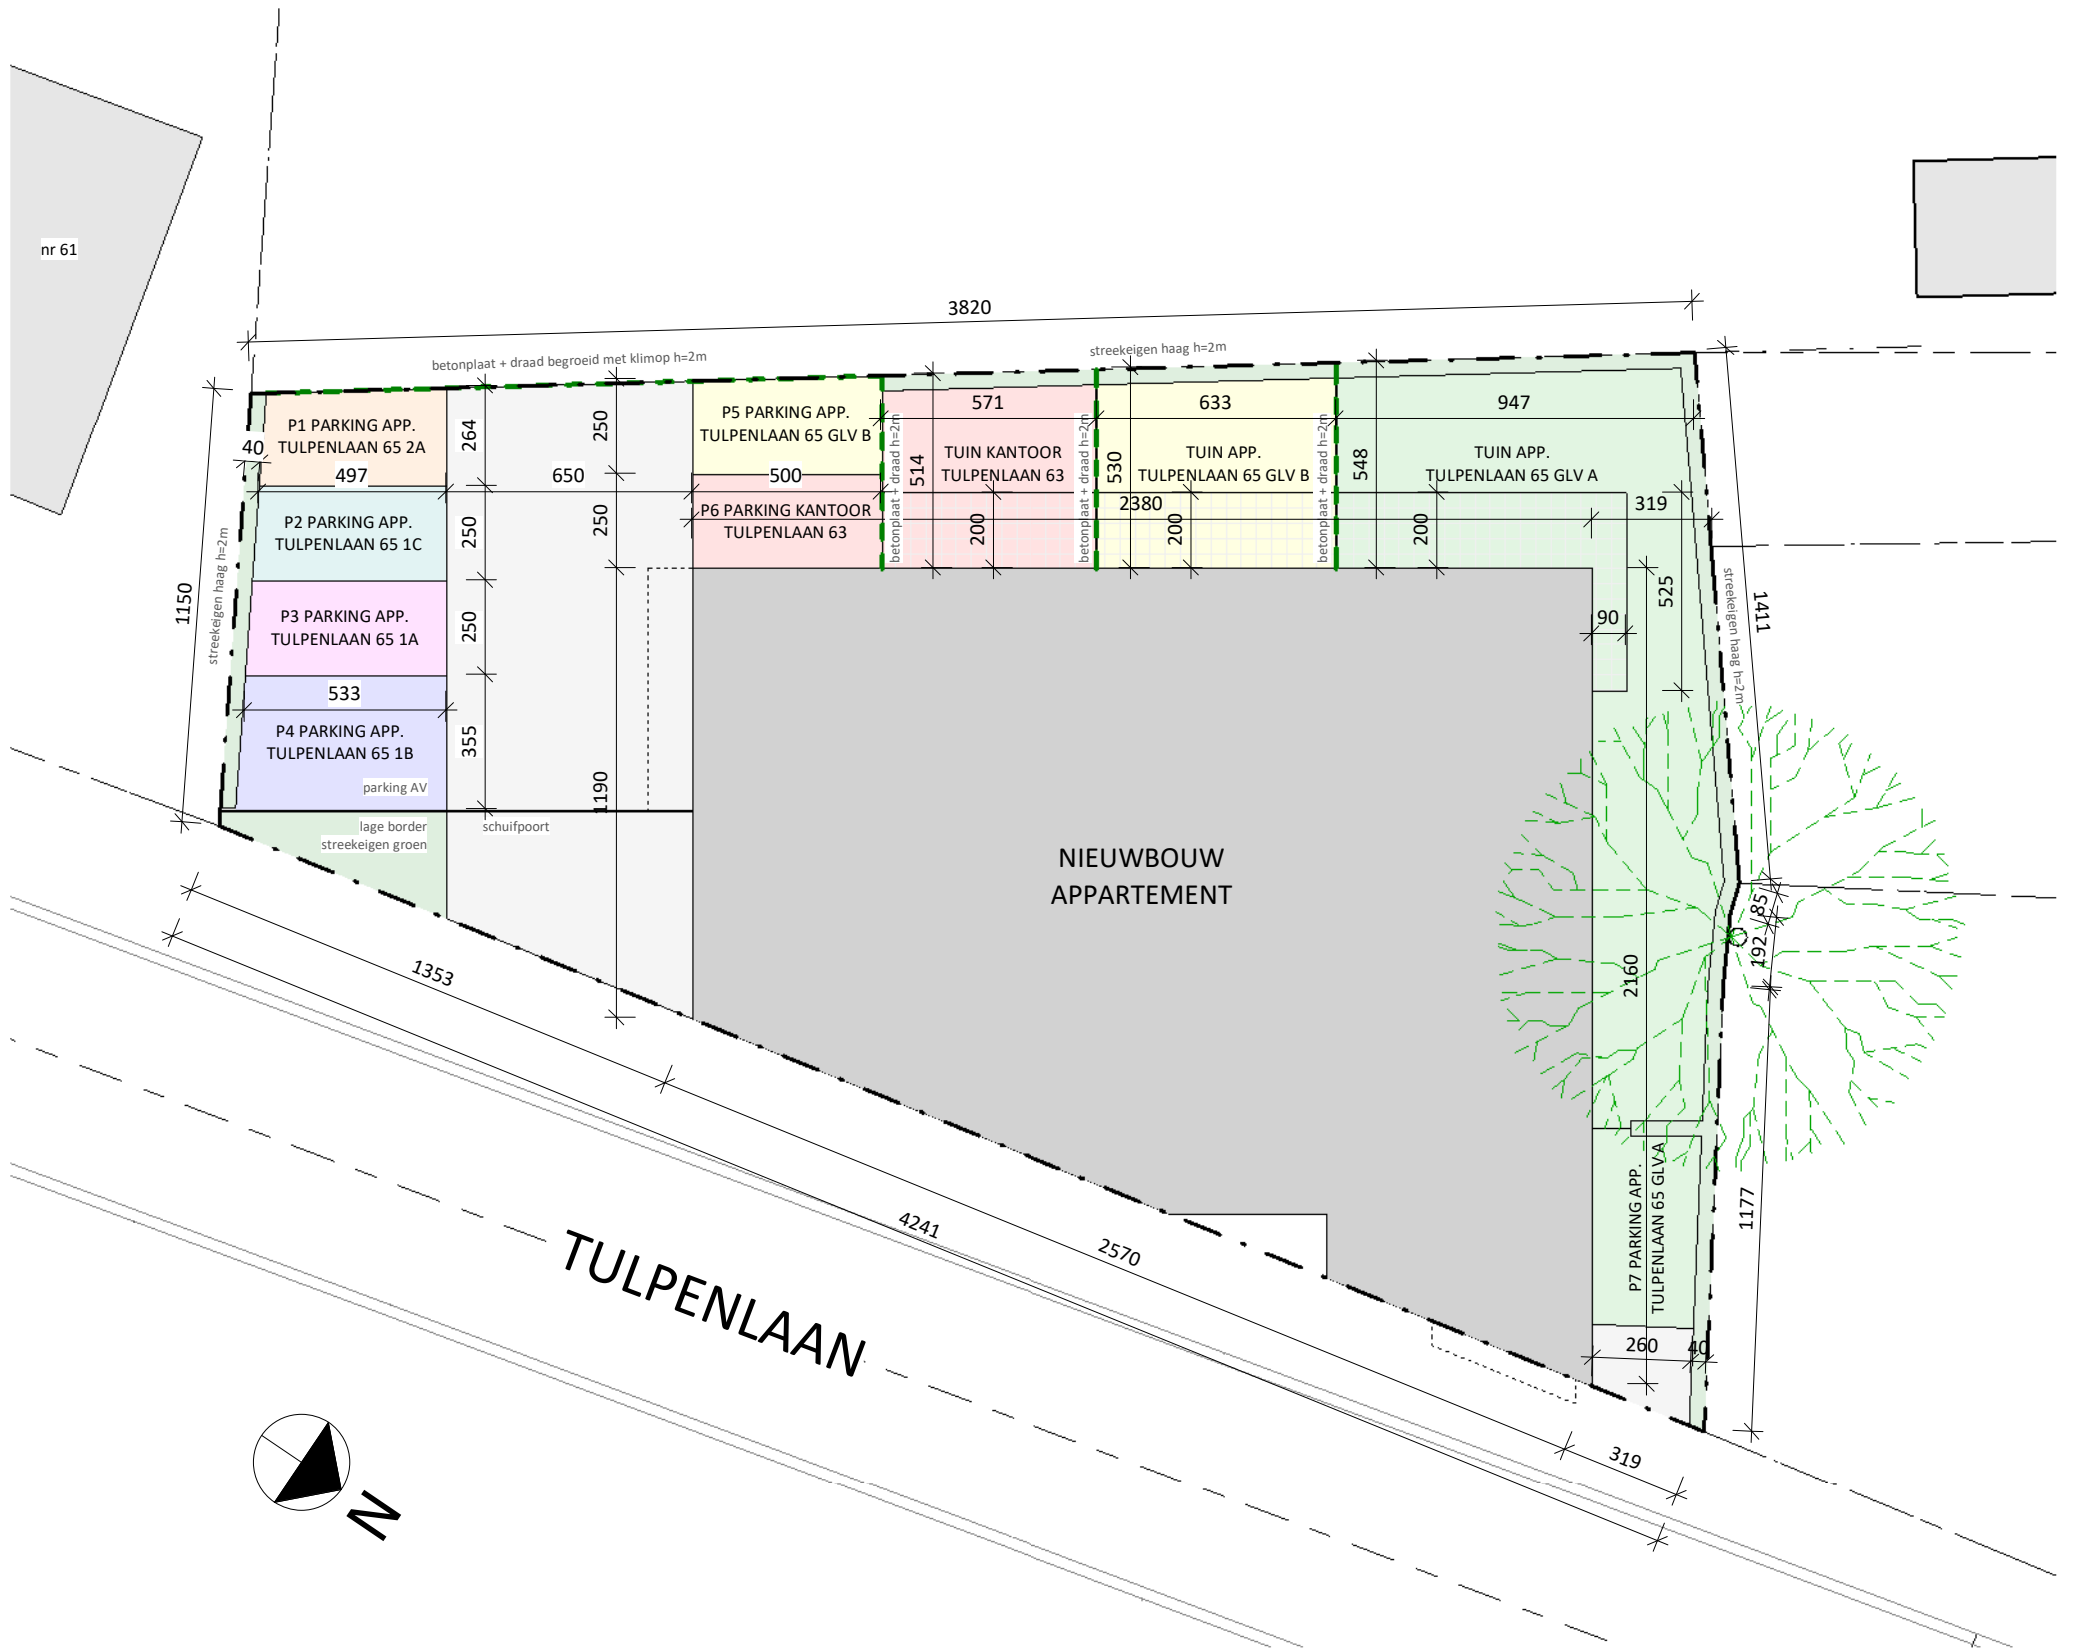 nr 61
3820
betonplaat + draad begroeid met klimop h=2m
streekeigen haag h=2m
P1 PARKING APP.
TULPENLAAN 65 2A
40
497
264
250
P5 PARKING APP.
TULPENLAAN 65 GLV B
571
633
947
betonplaat + draad h=2m
514
TUIN KANTOOR
TULPENLAAN 63
betonplaat + draad h=2m
530
TUIN APP.
TULPENLAAN 65 GLV B
betonplaat + draad h=2m
548
TUIN APP.
TULPENLAAN 65 GLV A
650
500
P2 PARKING APP.
TULPENLAAN 65 1C
250
250
P6 PARKING KANTOOR
TULPENLAAN 63
2380
319
200
200
200
1150
streekeigen haag h=2m
P3 PARKING APP.
TULPENLAAN 65 1A
250
525
90
streekeigen haag h=2m
1411
533
P4 PARKING APP.
TULPENLAAN 65 1B
355
parking AV
1190
lage border
streekeigen groen
schuifpoort
NIEUWBOUW
APPARTEMENT
85
192
2160
1353
P7 PARKING APP.
TULPENLAAN 65 GLV A
1177
4241
2570
TULPENLAAN
260
40
319
N